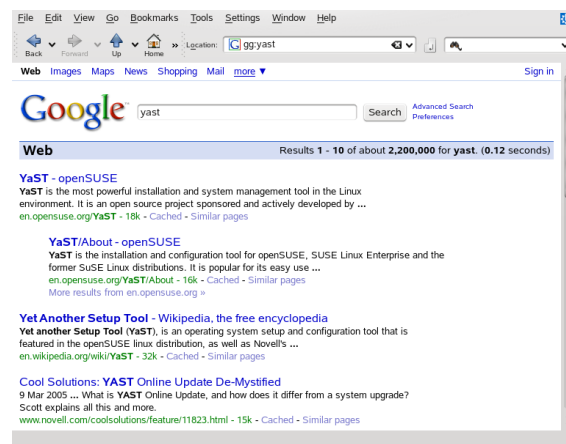 File Edit View Go Bookmarks Tools Settings Window Help
Back Forward Up Home » Location: gg:yast
Web Images Maps News Shopping Mail more ▼ Sign in
Google yast Search Advanced Search
Preferences
Web Results 1 - 10 of about 2,200,000 for yast. (0.12 seconds)
YaST - openSUSE
YaST is the most powerful installation and system management tool in the Linux
environment. It is an open source project sponsored and actively developed by ...
en.opensuse.org/YaST - 18k - Cached - Similar pages
YaST/About - openSUSE
YaST is the installation and configuration tool for openSUSE, SUSE Linux Enterprise and the
former SuSE Linux distributions. It is popular for its easy use ...
en.opensuse.org/YaST/About - 16k - Cached - Similar pages
More results from en.opensuse.org »
Yet Another Setup Tool - Wikipedia, the free encyclopedia
Yet another Setup Tool (YaST), is an operating system setup and configuration tool that is
featured in the openSUSE linux distribution, as well as Novell's ...
en.wikipedia.org/wiki/YaST - 32k - Cached - Similar pages
Cool Solutions: YAST Online Update De-Mystified
9 Mar 2005 ... What is YAST Online Update, and how does it differ from a system upgrade?
Scott explains all this and more.
www.novell.com/coolsolutions/feature/11823.html - 15k - Cached - Similar pages